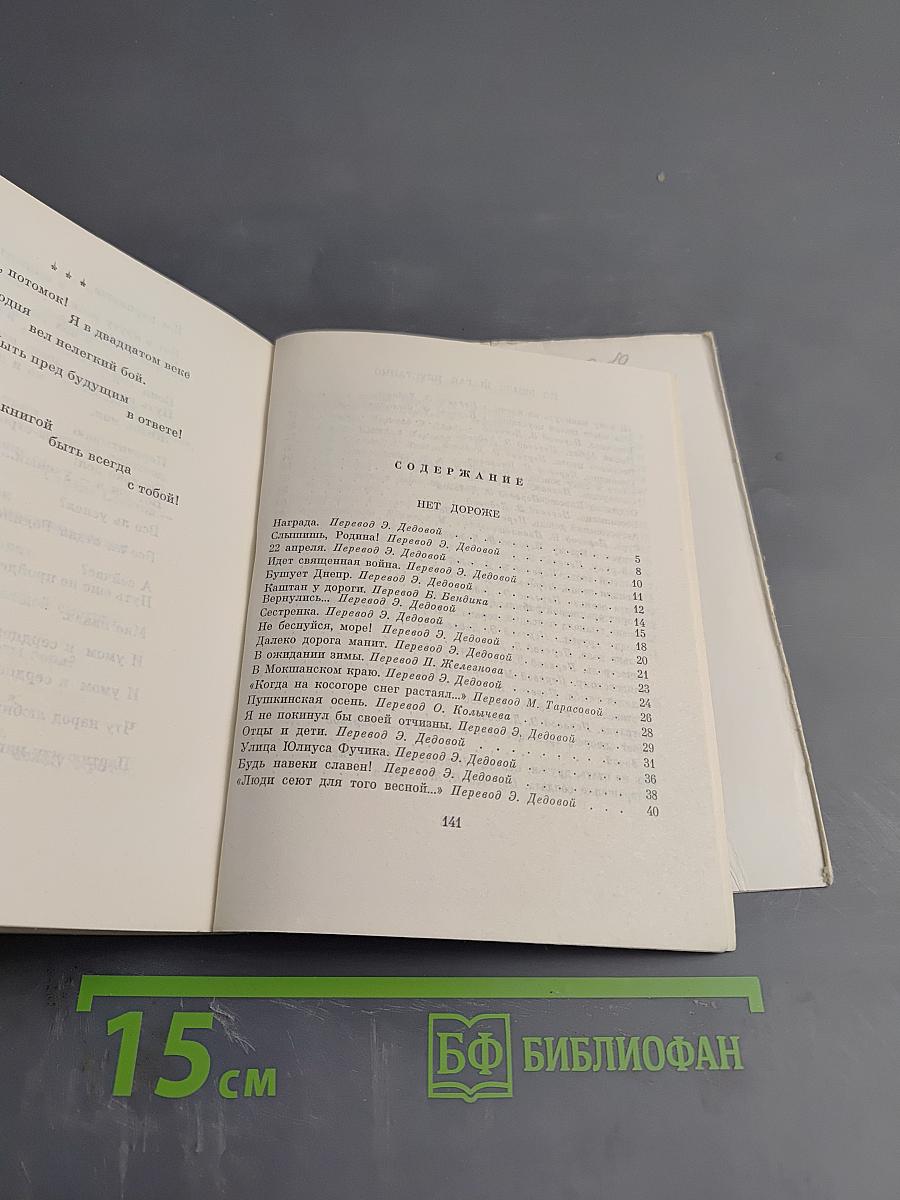 * * *
, потомок!
Я в двадцатом веке
одня
вел нелегкий бой.
ыть пред будущим
в ответе!
книгой
быть всегда
с тобой!
СОДЕРЖАНИЕ
НЕТ ДОРОЖЕ
Награда. Перевод Э. Дедовой . . . 5
Слышишь, Родина! Перевод Э. Дедовой . . . 8
22 апреля. Перевод Э. Дедовой . . . 10
Идет священная война. Перевод Э. Дедовой . . . 11
Бушует Днепр. Перевод Э. Дедовой . . . 12
Каштан у дороги. Перевод Б. Бендика . . . 14
Вернулись... Перевод Э. Дедовой . . . 15
Сестренка. Перевод Э. Дедовой . . . 18
Не беснуйся, море! Перевод Э. Дедовой . . . 20
Далеко дорога манит. Перевод Э. Дедовой . . . 21
В ожидании зимы. Перевод П. Железнова . . . 23
В Мокшанском краю. Перевод Э. Дедовой . . . 24
«Когда на косогоре снег растаял...» Перевод М. Тарасовой . . . 26
Пушкинская осень. Перевод О. Колычева . . . 28
Я не покинул бы своей отчизны. Перевод Э. Дедовой . . . 29
Отцы и дети. Перевод Э. Дедовой . . . 31
Улица Юлиуса Фучика. Перевод Э. Дедовой . . . 36
Будь навеки славен! Перевод Э. Дедовой . . . 38
«Люди сеют для того весной...» Перевод Э. Дедовой . . . 40
141
15 см
БФ БИБЛИОФАН